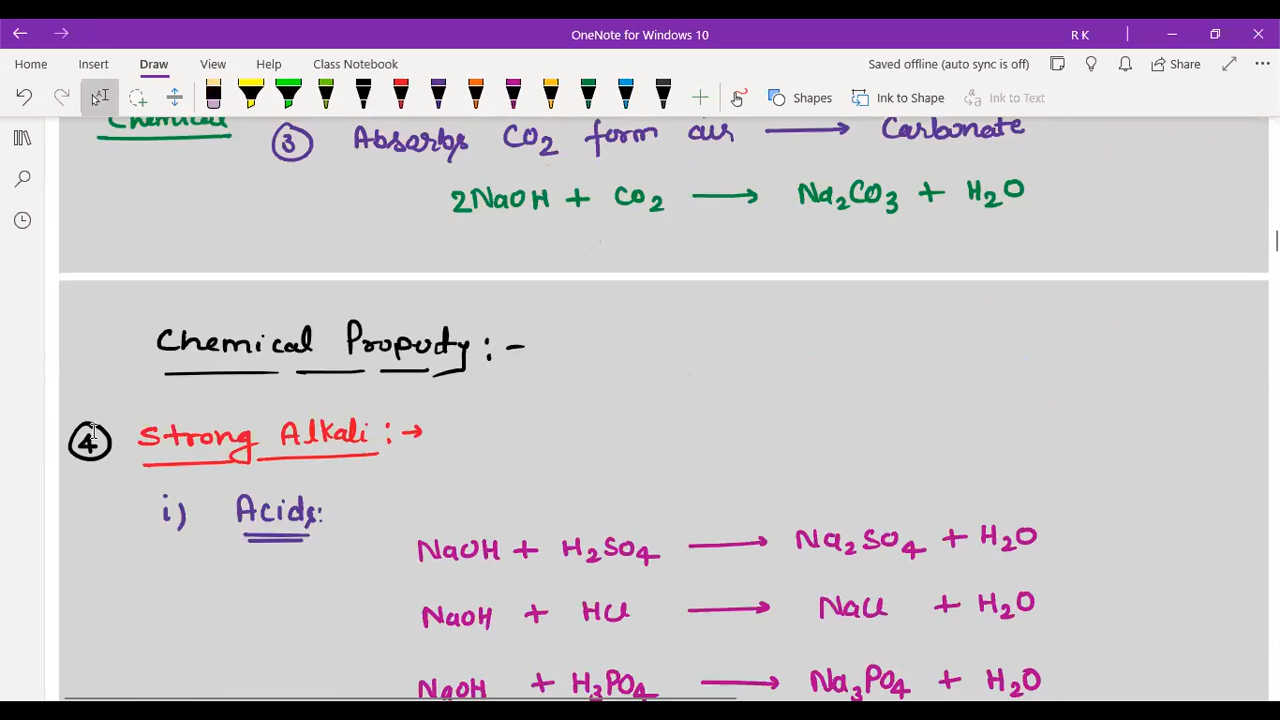 OneNote for Windows 10
R K
Home Insert Draw View Help Class Notebook
Saved offline (auto sync is off)
Share
Shapes
Ink to Shape
Ink to Text
Chemical
③ Absorbs CO₂ form air → Carbonate
2NaOH + CO₂ → Na₂CO₃ + H₂O
Chemical Property : -
④ Strong Alkali : →
i) Acids:
NaOH + H₂SO₄ → Na₂SO₄ + H₂O
NaOH + HCl → NaCl + H₂O
NaOH + H₃PO₄ → Na₃PO₄ + H₂O